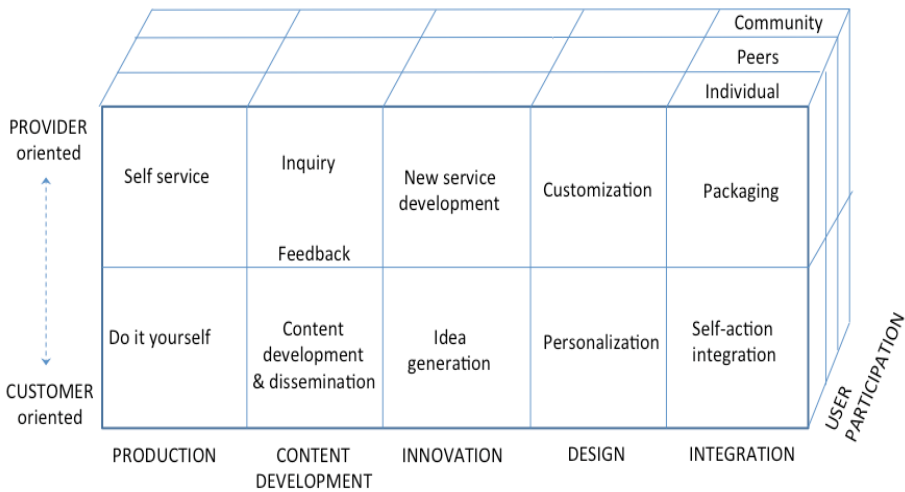 Community
Peers
Individual
PROVIDER
oriented
Self service
Inquiry
Feedback
New service
development
Customization
Packaging
Do it yourself
Content
development
& dissemination
Idea
generation
Personalization
Self-action
integration
CUSTOMER
oriented
USER
PARTICIPATION
PRODUCTION
CONTENT
DEVELOPMENT
INNOVATION
DESIGN
INTEGRATION